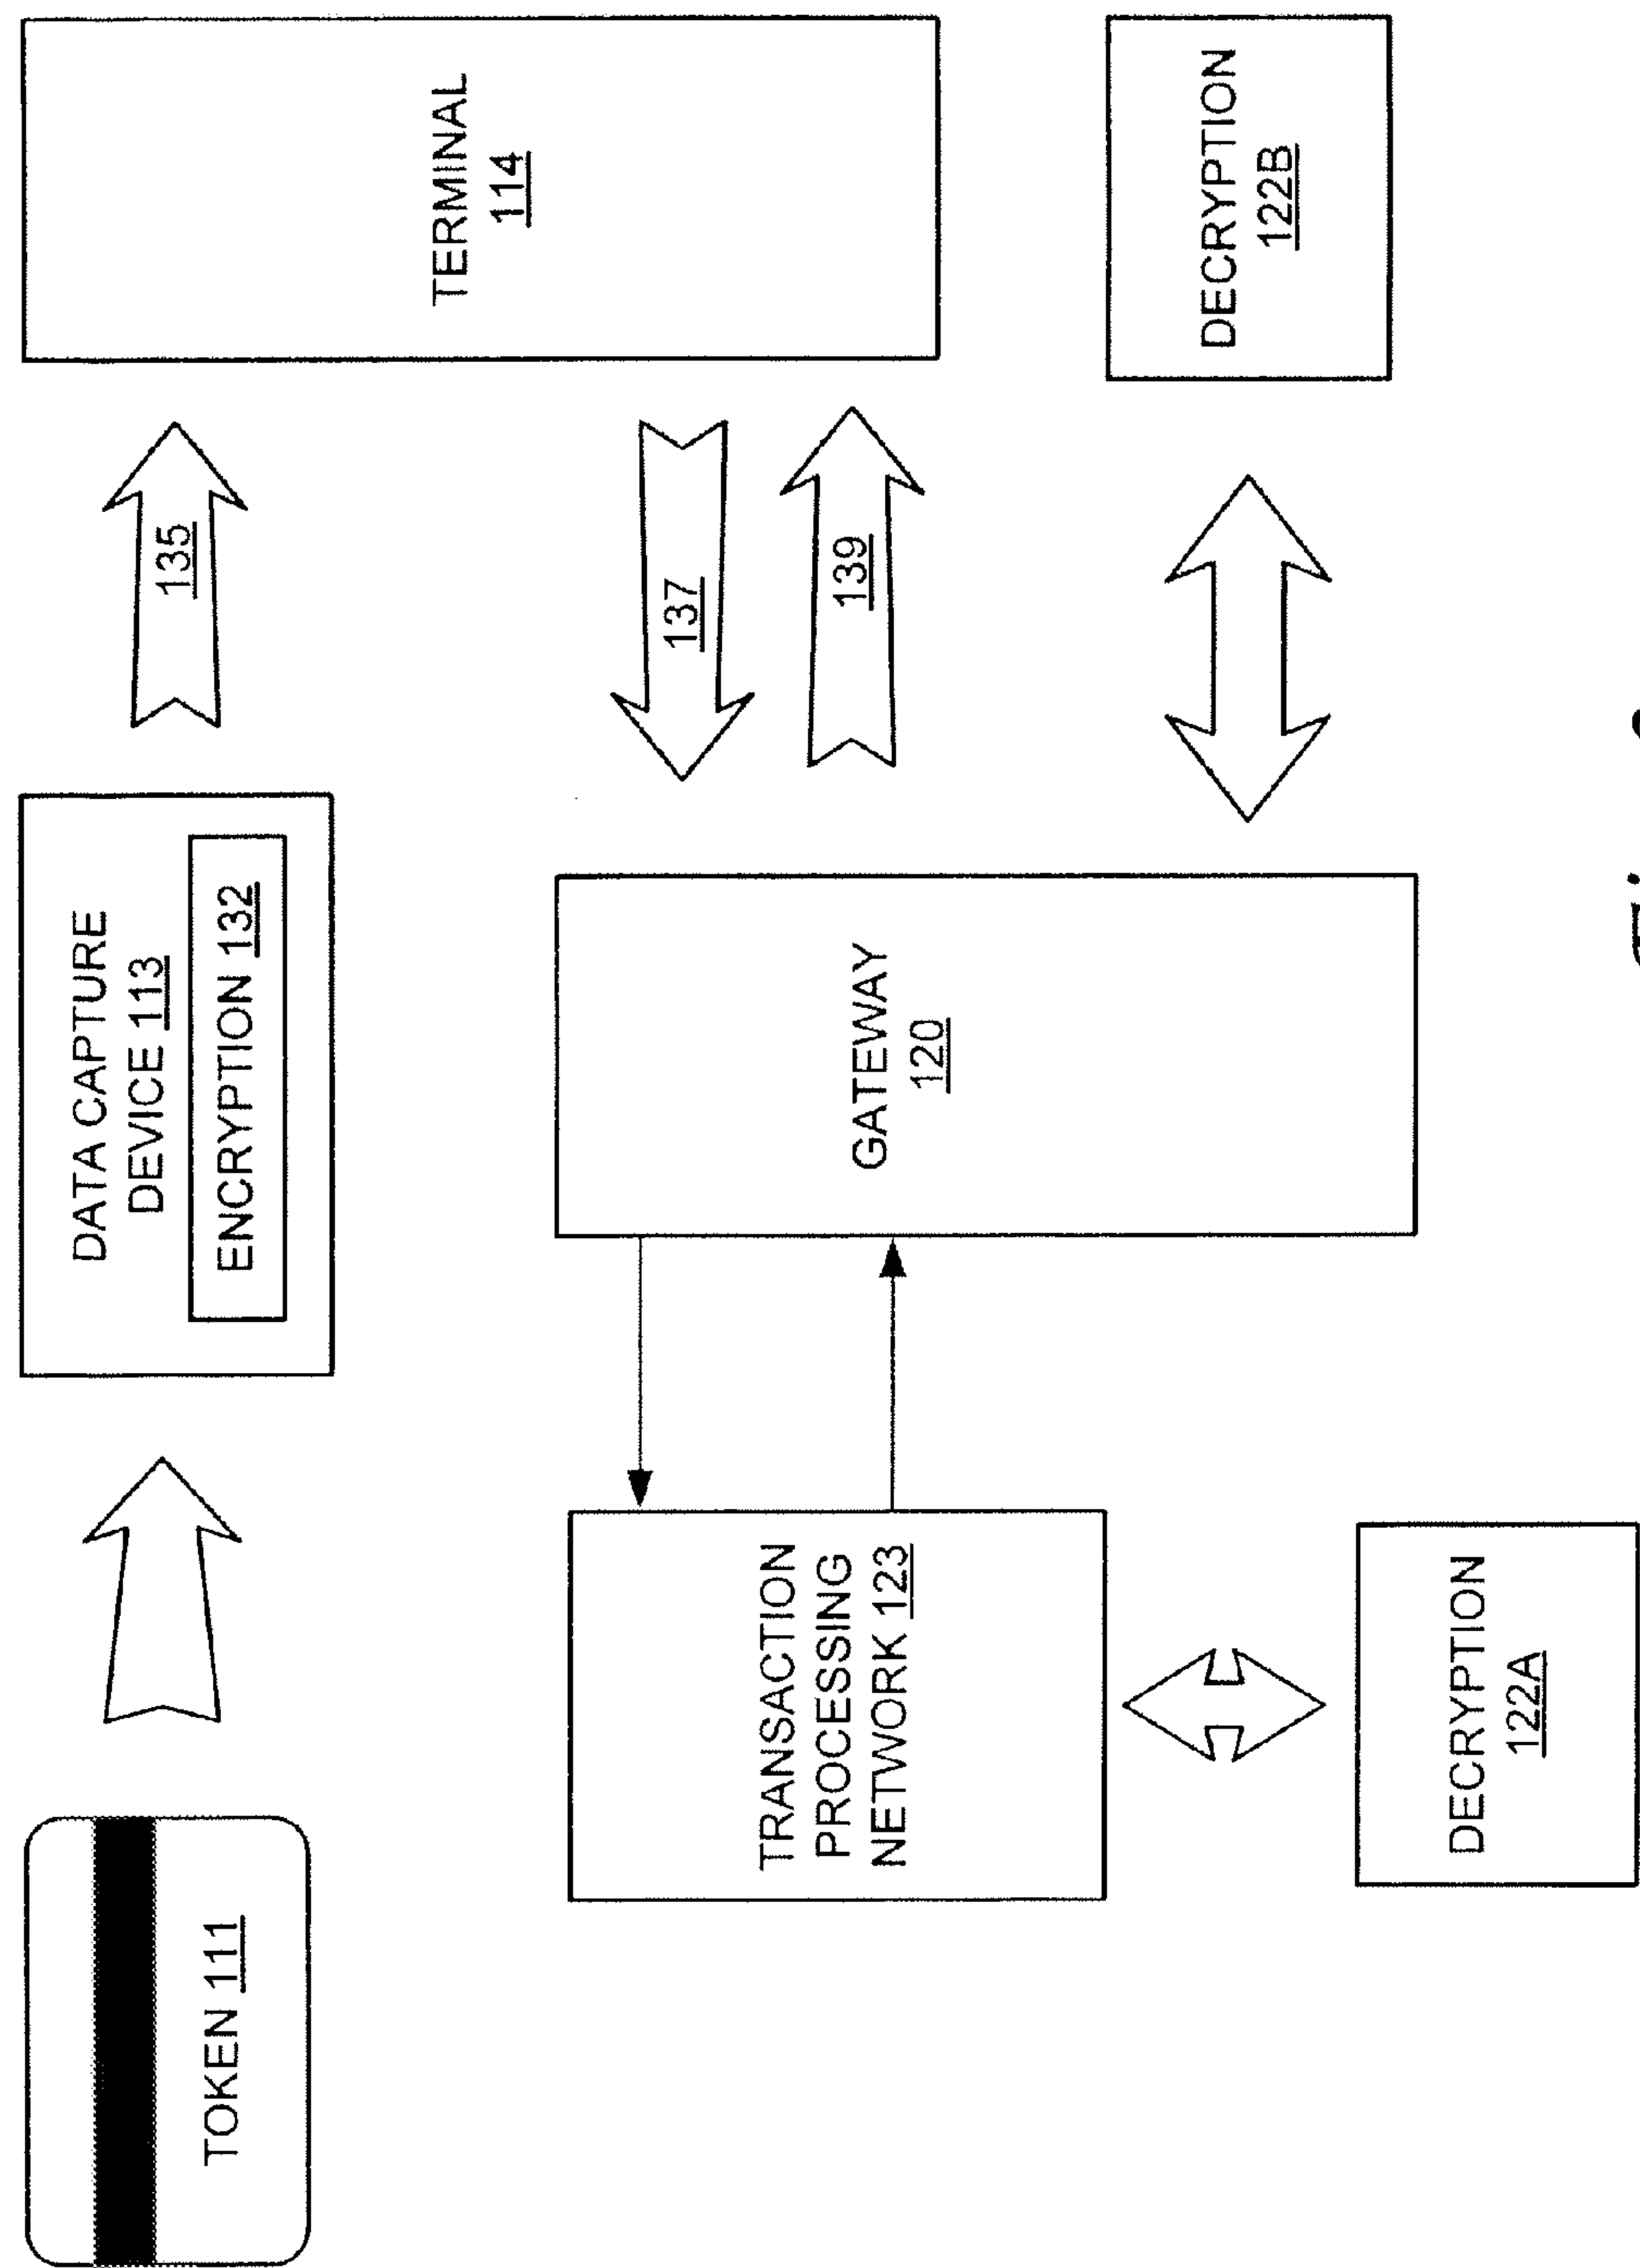 TOKEN 111
DATA CAPTURE
DEVICE 113
ENCRYPTION 132
135
TERMINAL
114
137
139
TRANSACTION
PROCESSING
NETWORK 123
GATEWAY
120
DECRYPTION
122A
DECRYPTION
122B